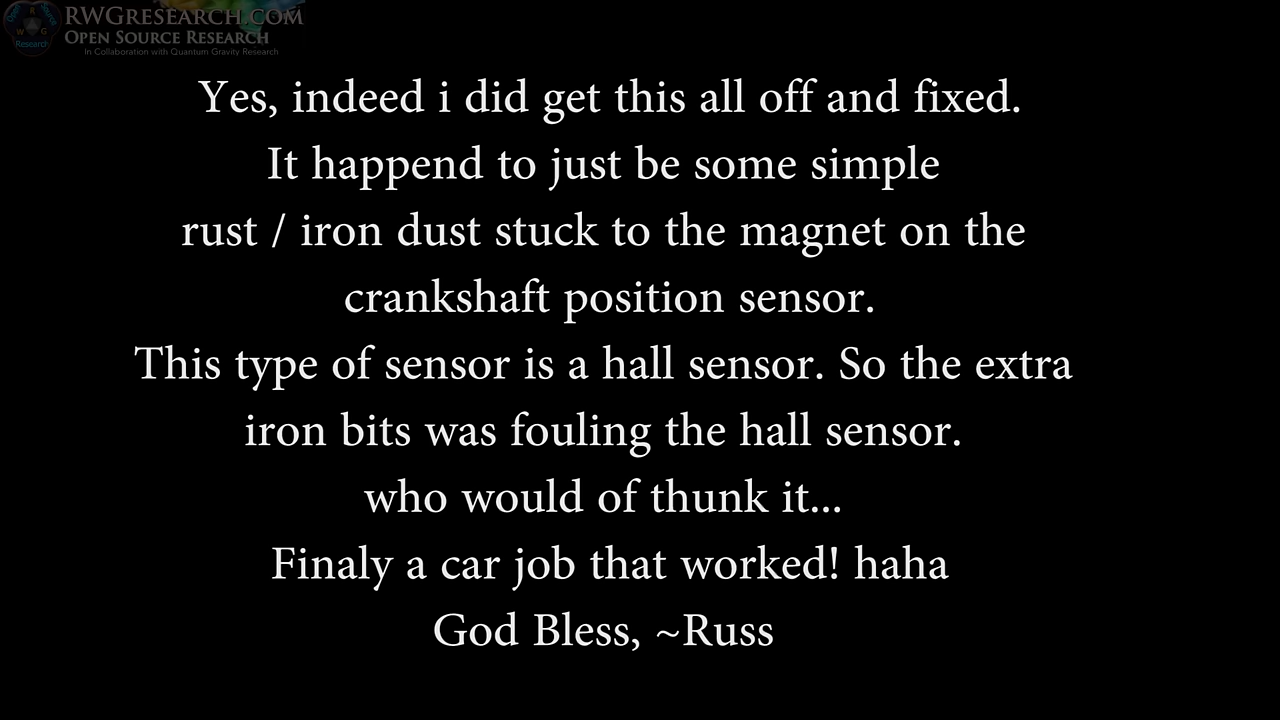 RWGRESEARCH.COM
OPEN SOURCE RESEARCH
In Collaboration with Quantum Gravity Research
R
W G
Research
Yes, indeed i did get this all off and fixed.
It happend to just be some simple
rust / iron dust stuck to the magnet on the
crankshaft position sensor.
This type of sensor is a hall sensor. So the extra
iron bits was fouling the hall sensor.
who would of thunk it...
Finaly a car job that worked! haha
God Bless, ~Russ